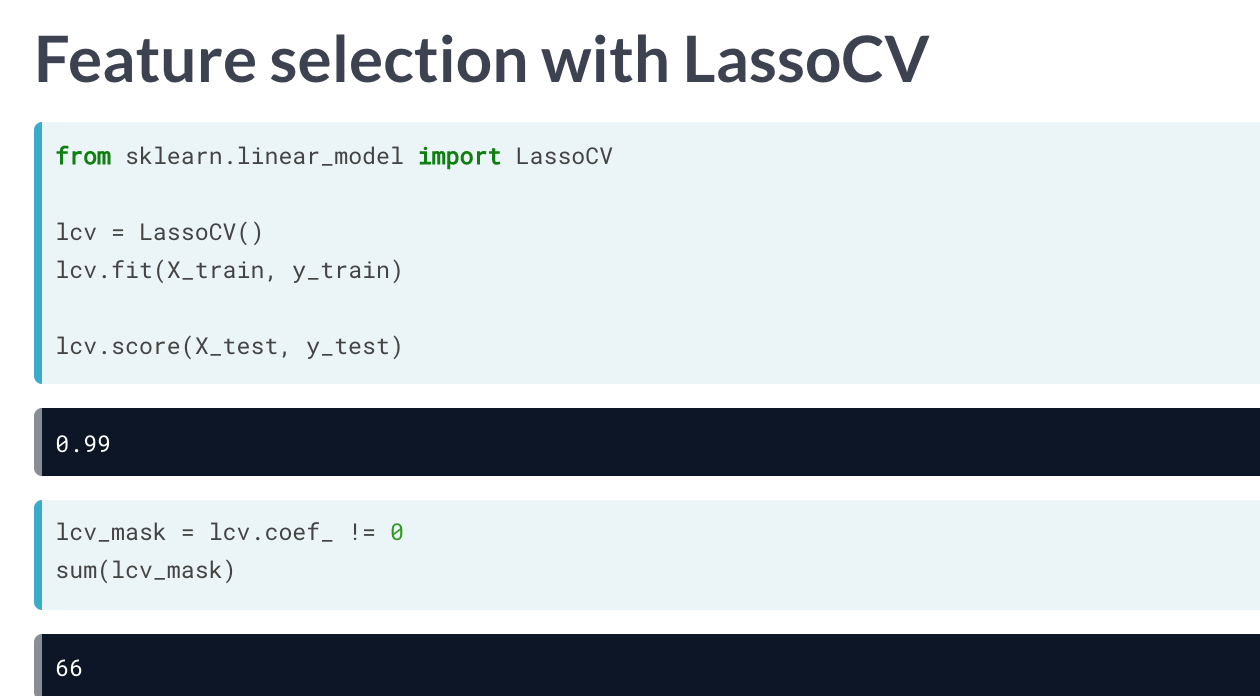 Feature selection with LassoCV
from sklearn.linear_model import LassoCV
lcv = LassoCV()
lcv.fit(X_train, y_train)
lcv.score(X_test, y_test)
0.99
lcv_mask = lcv.coef_ != 0
sum(lcv_mask)
66